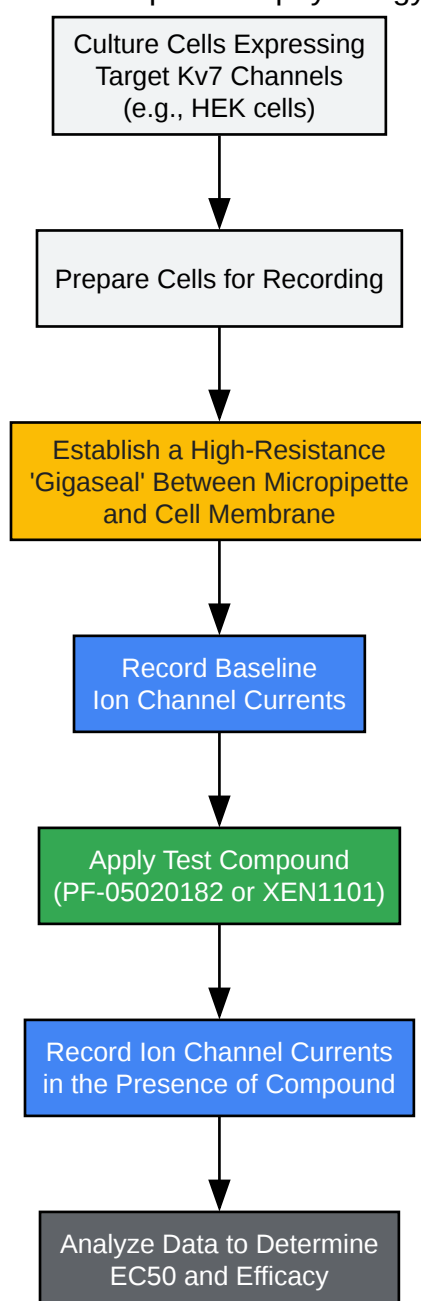 Culture Cells Expressing
Target Kv7 Channels
(e.g., HEK cells)
Prepare Cells for Recording
Establish a High-Resistance
'Gigaseal' Between Micropipette
and Cell Membrane
Record Baseline
Ion Channel Currents
Apply Test Compound
(PF-05020182 or XEN1101)
Record Ion Channel Currents
in the Presence of Compound
Analyze Data to Determine
EC50 and Efficacy